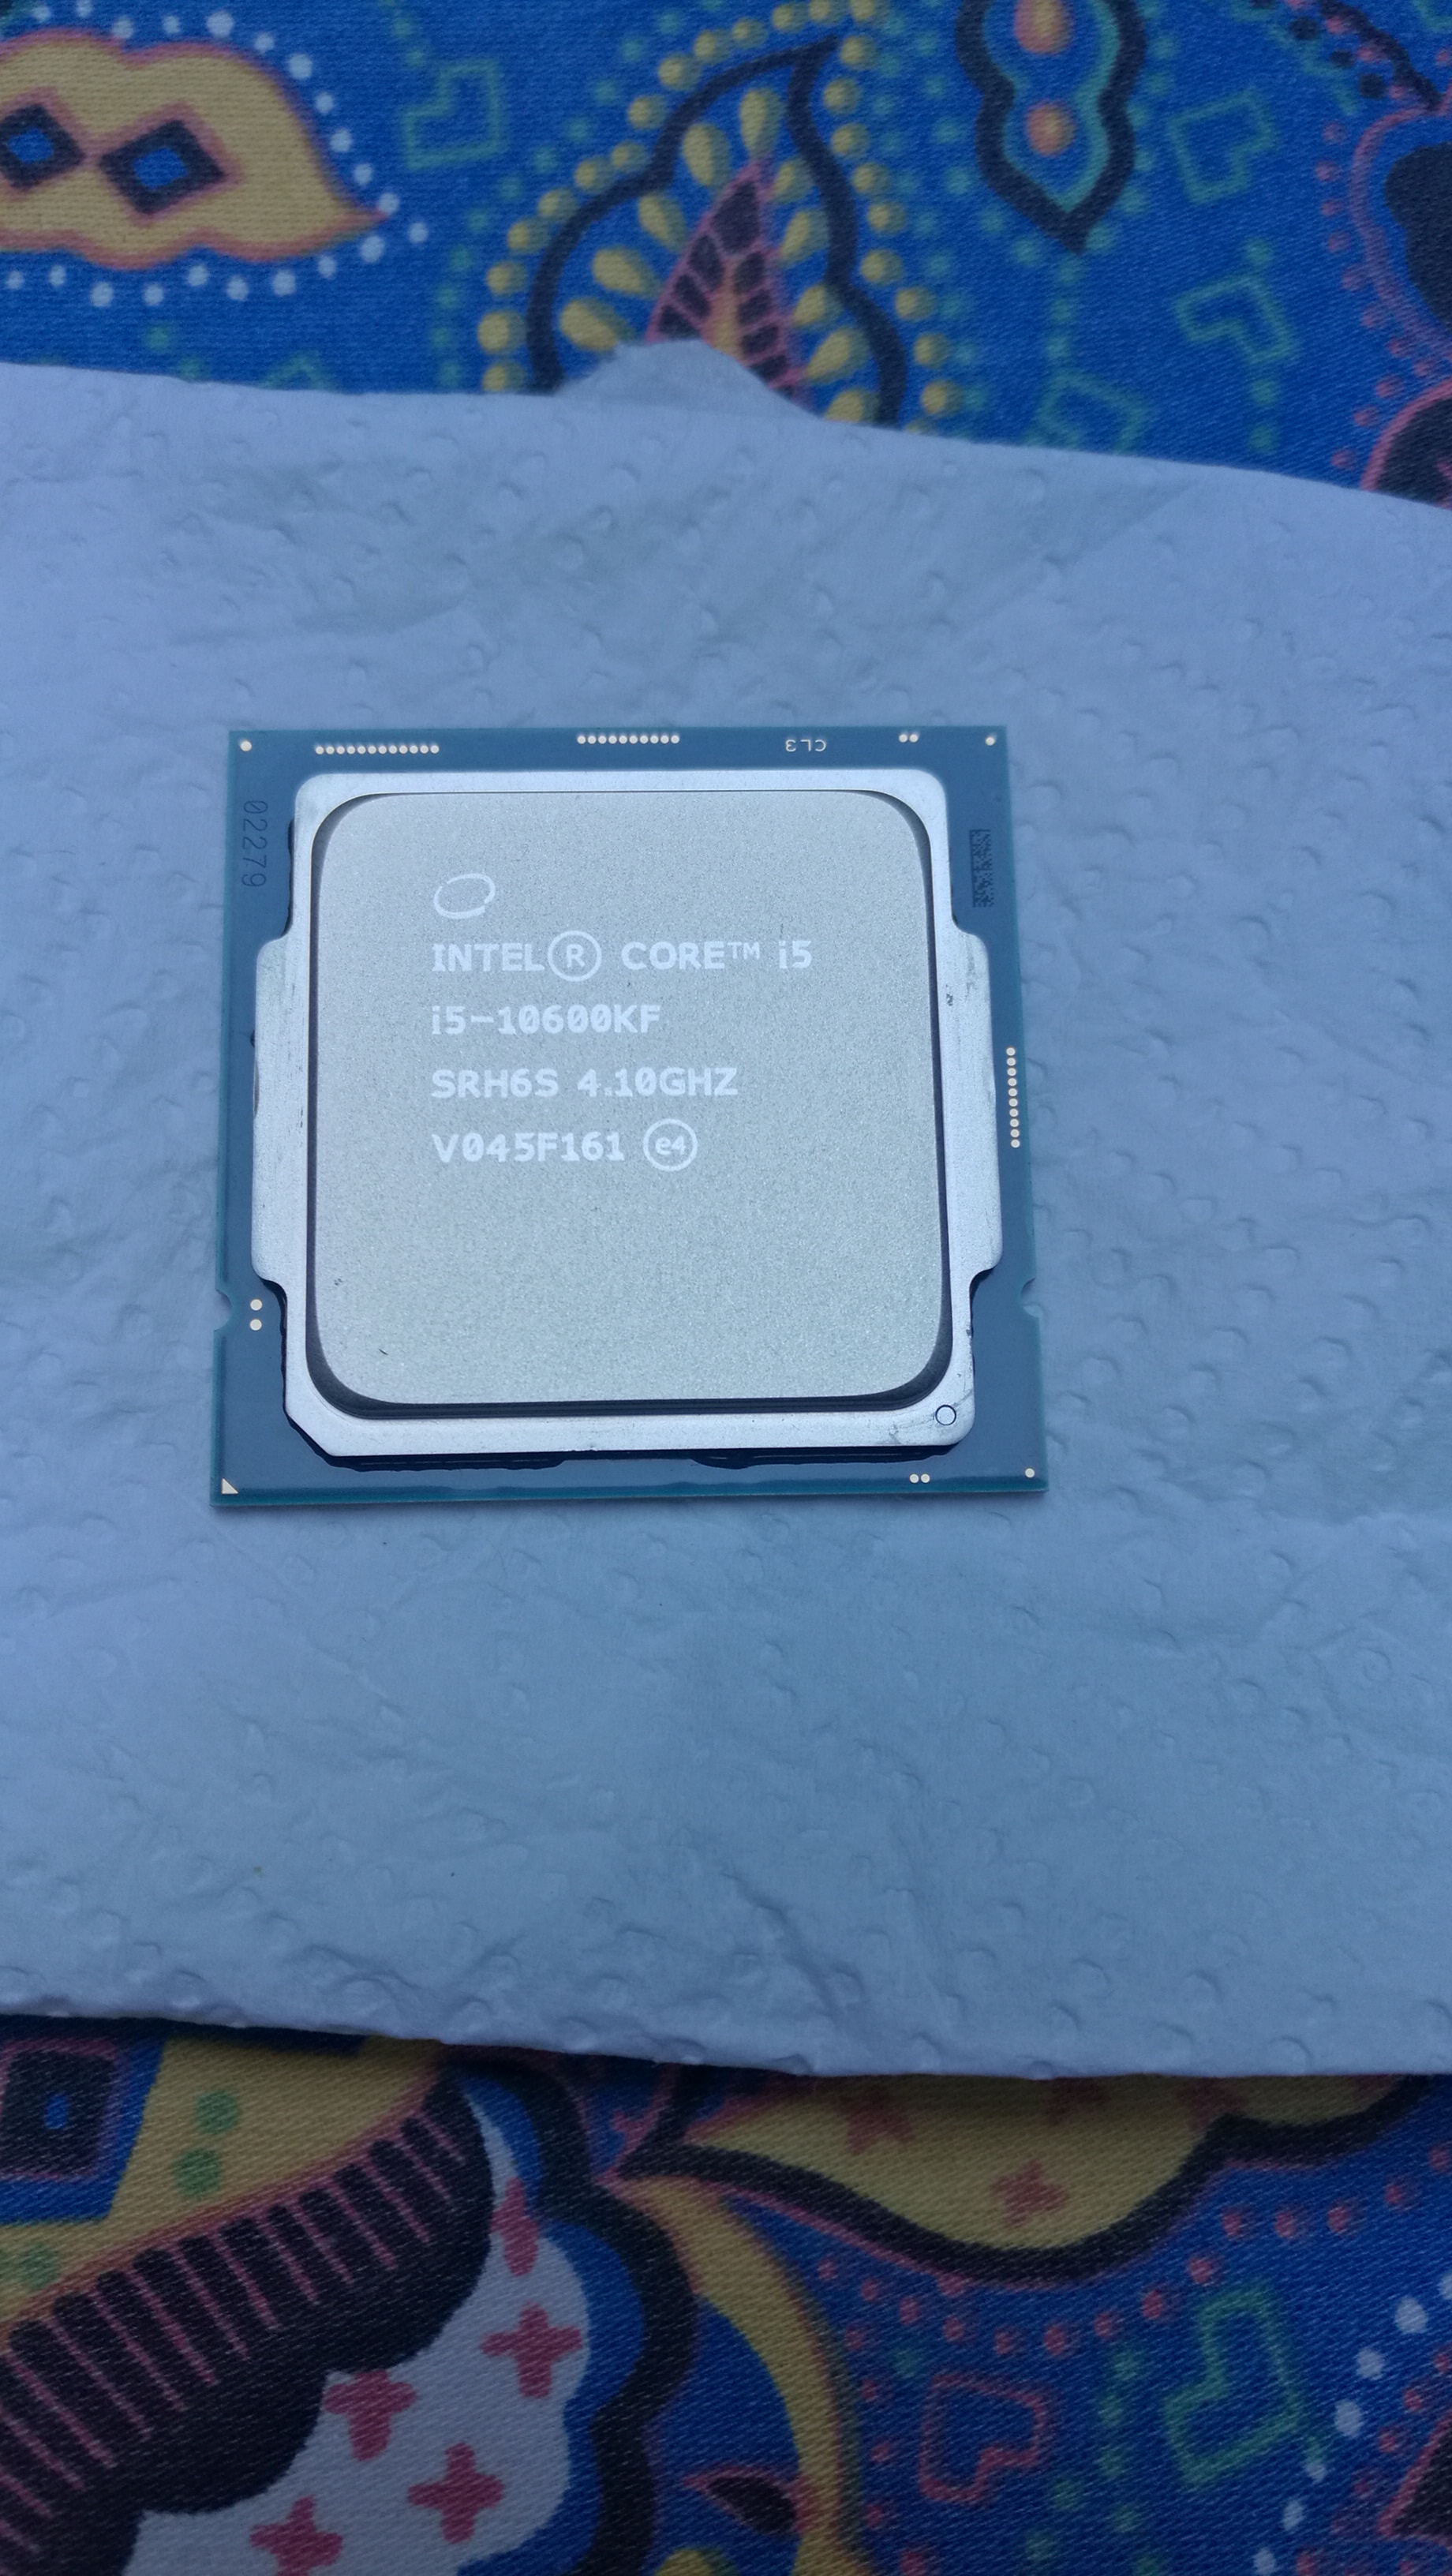 CL3
02279
INTEL® CORE™ i5
i5-10600KF
SRH6S 4.10GHZ
V045F161 e4